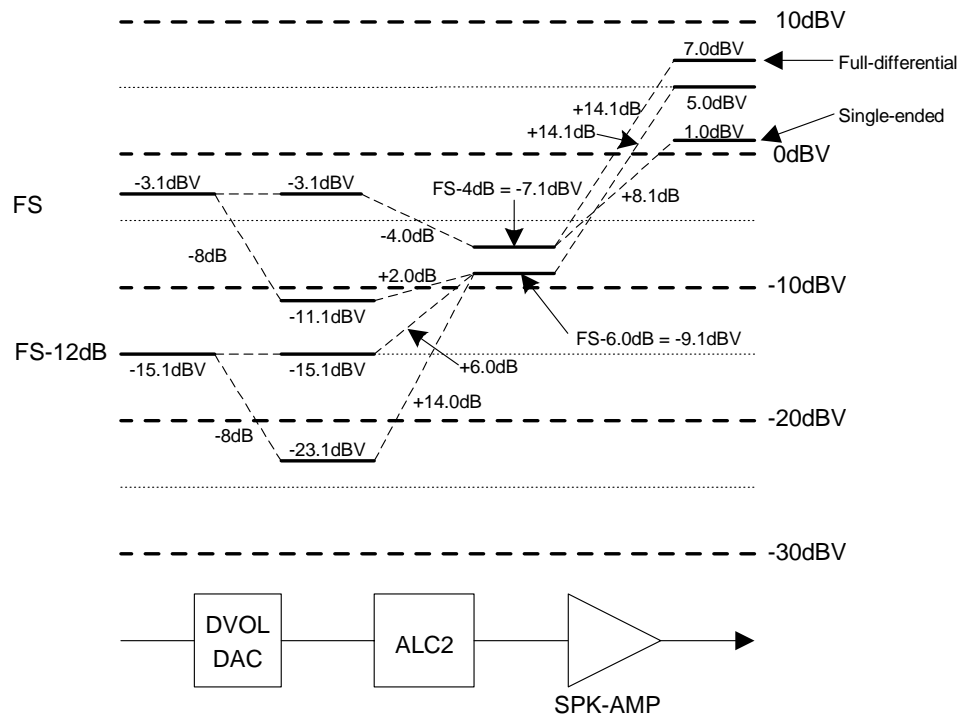 10dBV
7.0dBV
Full-differential
+14.1dB
5.0dBV
+14.1dB
1.0dBV
Single-ended
0dBV
-3.1dBV
-3.1dBV
FS-4dB = -7.1dBV
+8.1dB
FS
-4.0dB
-8dB
+2.0dB
-10dBV
-11.1dBV
FS-6.0dB = -9.1dBV
FS-12dB
-15.1dBV
-15.1dBV
+6.0dB
+14.0dB
-20dBV
-8dB
-23.1dBV
-30dBV
DVOL
DAC
ALC2
SPK-AMP